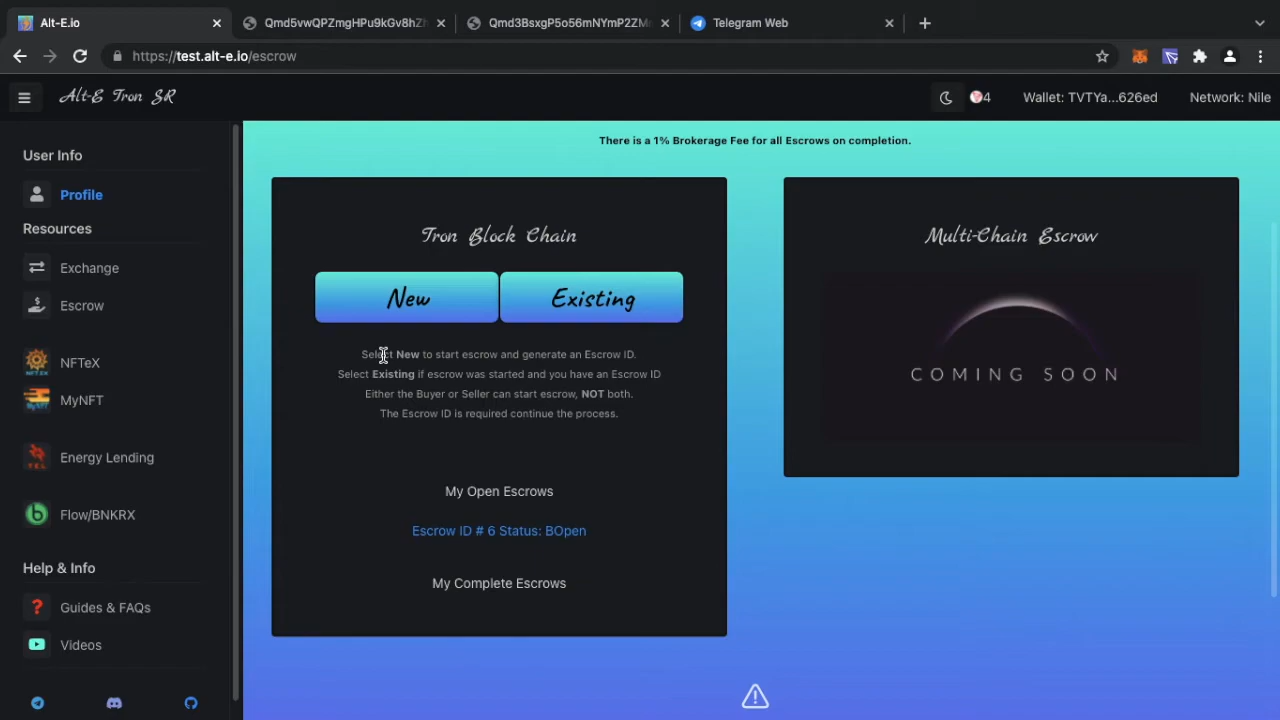 Alt-E.io
Qmd5vwQPZmgHPu9kGv8hZh
Qmd3BsxgP5o56mNYmP2ZM
Telegram Web
https://test.alt-e.io/escrow
Alt-E Tron SR
4
Wallet: TVTYa...626ed
Network: Nile
User Info
Profile
Resources
Exchange
Escrow
NFTeX
MyNFT
Energy Lending
Flow/BNKRX
Help & Info
Guides & FAQs
Videos
There is a 1% Brokerage Fee for all Escrows on completion.
Tron Block Chain
New
Existing
Select New to start escrow and generate an Escrow ID.
Select Existing if escrow was started and you have an Escrow ID
Either the Buyer or Seller can start escrow, NOT both.
The Escrow ID is required continue the process.
My Open Escrows
Escrow ID # 6 Status: BOpen
My Complete Escrows
Multi-Chain Escrow
COMING SOON